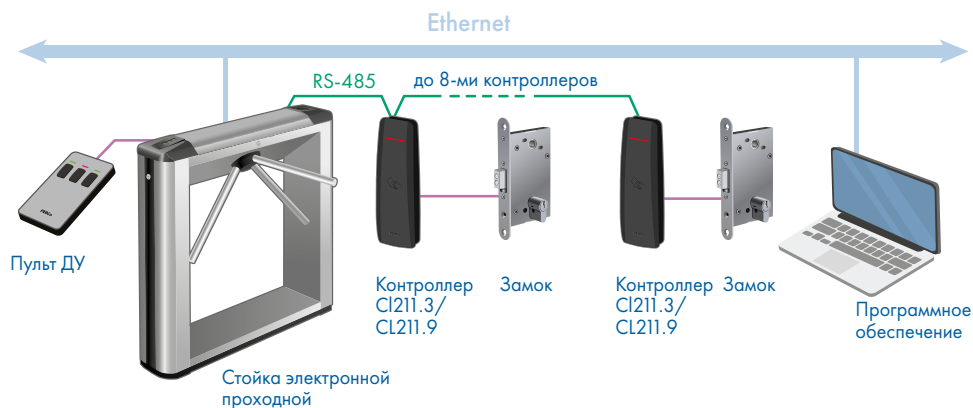 Ethernet
RS-485
до 8-ми контроллеров
Пульт ДУ
Контроллер
Cl211.3/
CL211.9
Замок
Контроллер
Cl211.3/
CL211.9
Замок
Программное
обеспечение
Стойка электронной
проходной